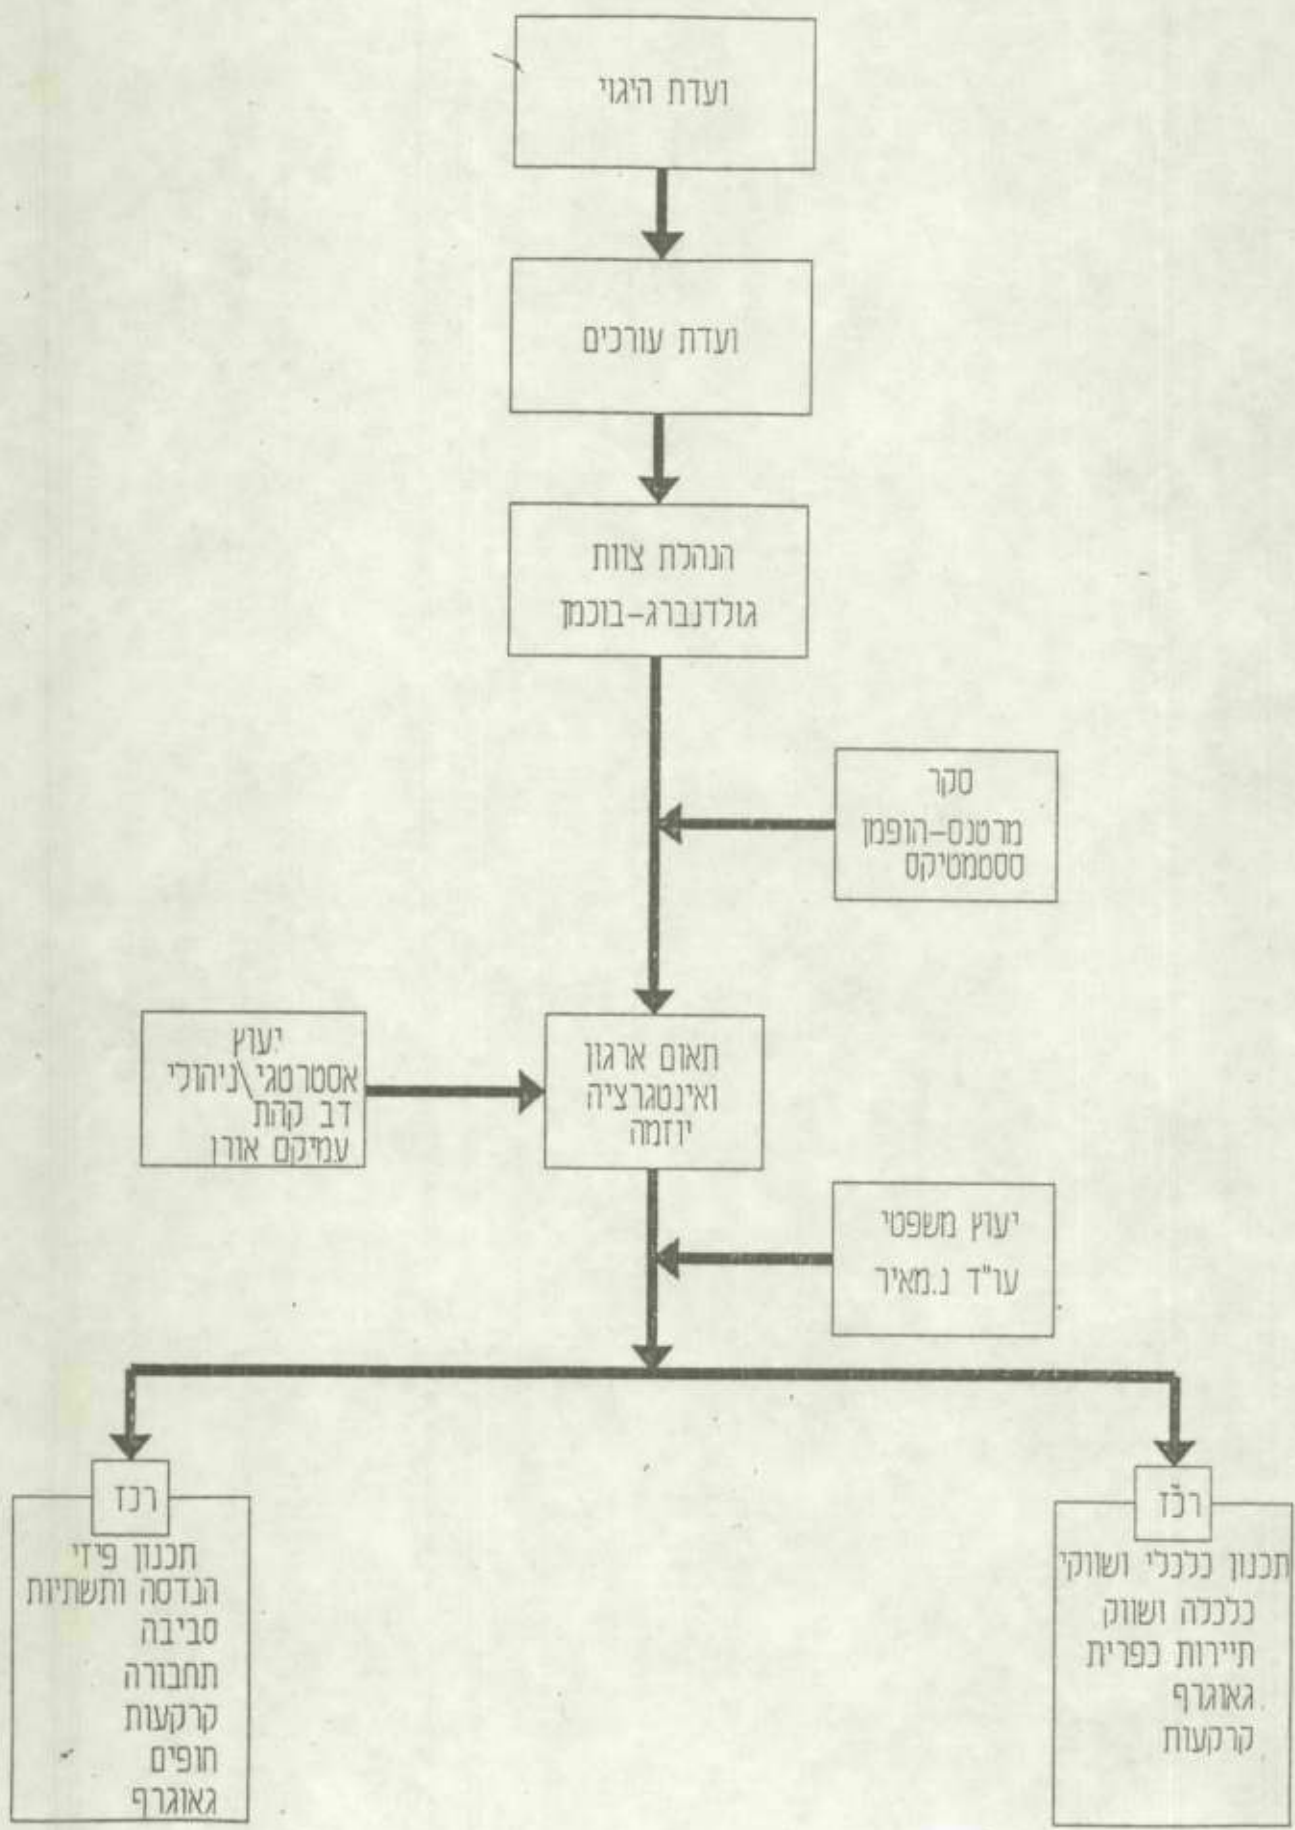 ועדת היגוי
ועדת עורכים
הנהלת צוות
גולדנברג-בוכמן
סקר
מרטנס-הופמן
סטמטיקס
תאום ארגון
ואינטגרציה
יוזמה
יעוץ
אסטרטגי\ניהולי
דב קהת
עמיקם אורן
יעוץ משפטי
עו"ד נ.מאיר
רכז
תכנון כלכלי ושווקי
כלכלה ושווק
תיירות כפרית
גאוגרף
קרקעות
רכז
תכנון פיזי
הנדסה ותשתיות
סביבה
תחבורה
קרקעות
חופים
גאוגרף